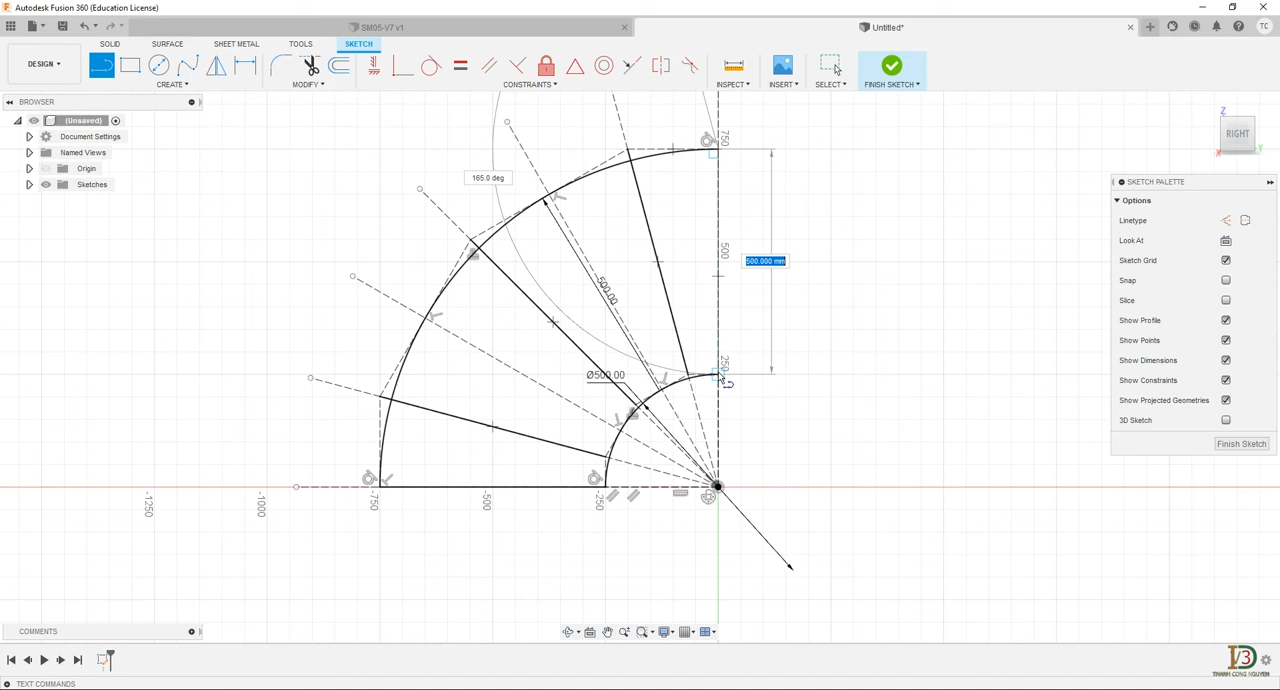 Autodesk Fusion 360 (Education License)
SM05-V7 v1
Untitled*
TC
SOLID
SURFACE
SHEET METAL
TOOLS
SKETCH
DESIGN
CREATE
MODIFY
CONSTRAINTS
INSPECT
INSERT
SELECT
FINISH SKETCH
BROWSER
(Unsaved)
Document Settings
Named Views
Origin
Sketches
Z
RIGHT
X
Y
SKETCH PALETTE
Options
Linetype
Look At
Sketch Grid
Snap
Slice
Show Profile
Show Points
Show Dimensions
Show Constraints
Show Projected Geometries
3D Sketch
Finish Sketch
165.0 deg
750
500
500.000 mm
500.00
250
Ø500.00
-1250
-1000
-750
-500
-250
COMMENTS
V3
THANH CONG NGUYEN
TEXT COMMANDS